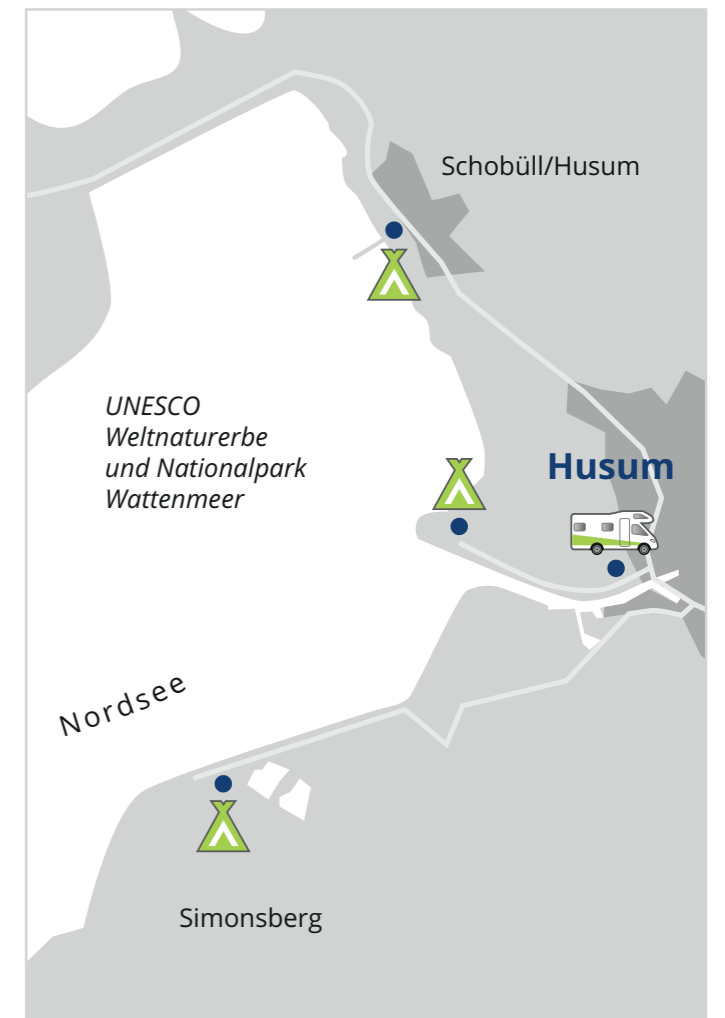 Schobüll/Husum
UNESCO
Weltnaturerbe
und Nationalpark
Wattenmeer
Husum
Nordsee
Simonsberg